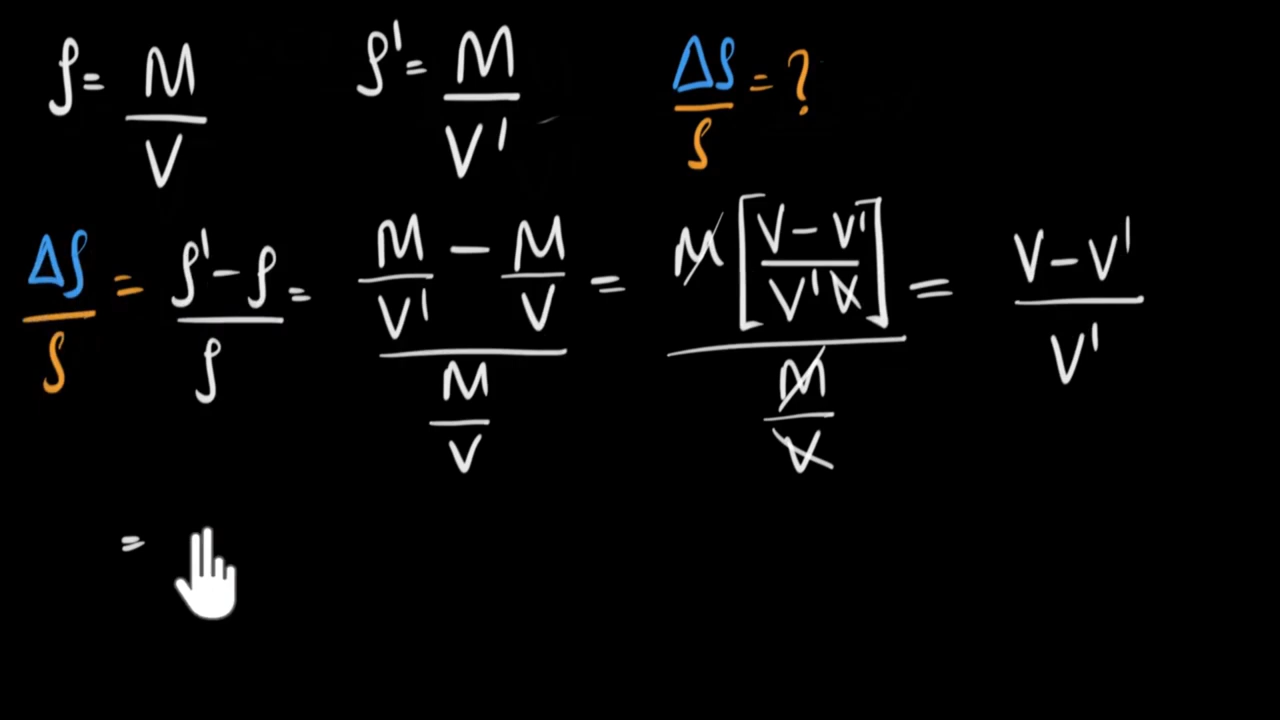 ρ = M/V ρ' = M/V' Δρ/ρ = ?
Δρ/ρ = (ρ' - ρ)/ρ = (M/V' - M/V)/(M/V) = M[(V - V')/(V'V)]/(M/V) = (V - V')/V'
=